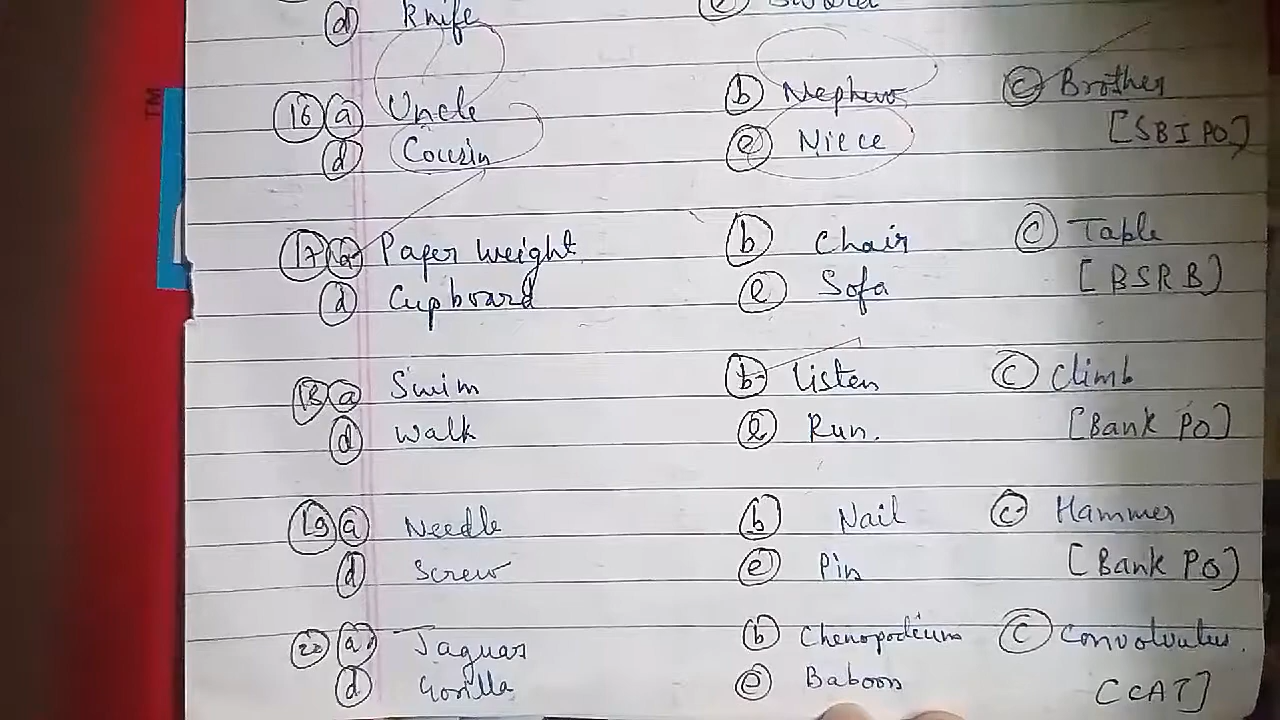 (d) Knife (e) Sword
(16) (a) Uncle (b) Nephew (c) Brother
(d) Cousin (e) Niece [SBI PO]
(17) (a) Paper weight (b) Chair (c) Table
(d) Cupboard (e) Sofa [BSRB]
(18) (a) Swim (b) Listen (c) Climb
(d) Walk (e) Run. [Bank PO]
(19) (a) Needle (b) Nail (c) Hammer
(d) Screw (e) Pin [Bank PO]
(20) (a) Jaguar (b) Chenopodium (c) Convolvulus.
(d) Gorilla (e) Baboon [CAT]
TM